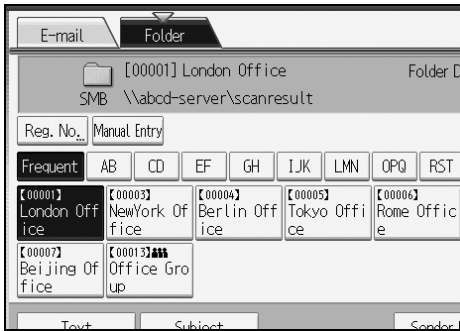 E-mail
Folder
[00001] London Office
Folder D
SMB
\\abcd-server\scanresult
Reg. No.
Manual Entry
Frequent
AB
CD
EF
GH
IJK
LMN
OPQ
RST
【00001】
London Off
ice
【00003】
NewYork Of
fice
【00004】
Berlin Off
ice
【00005】
Tokyo Offi
ce
【00006】
Rome Offic
e
【00007】
Beijing Of
fice
【00013】
Office Gro
up
Text
Subject
Sender